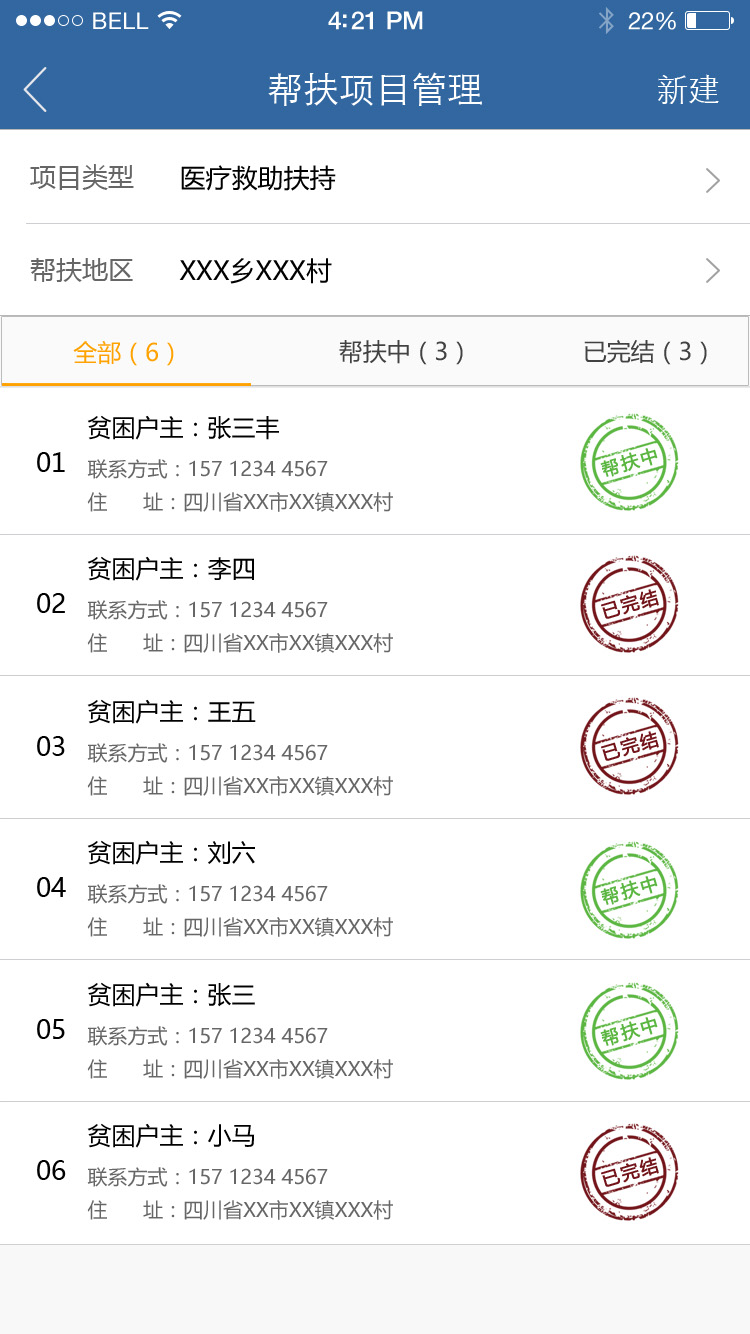 BELL 4:21 PM 22%
帮扶项目管理 新建
项目类型 医疗救助扶持
帮扶地区 XXX乡XXX村
全部（6） 帮扶中（3） 已完结（3）
贫困户主：张三丰
01 联系方式：157 1234 4567 帮扶中
住 址：四川省XX市XX镇XXX村
贫困户主：李四
02 联系方式：157 1234 4567 已完结
住 址：四川省XX市XX镇XXX村
贫困户主：王五
03 联系方式：157 1234 4567 已完结
住 址：四川省XX市XX镇XXX村
贫困户主：刘六
04 联系方式：157 1234 4567 帮扶中
住 址：四川省XX市XX镇XXX村
贫困户主：张三
05 联系方式：157 1234 4567 帮扶中
住 址：四川省XX市XX镇XXX村
贫困户主：小马
06 联系方式：157 1234 4567 已完结
住 址：四川省XX市XX镇XXX村